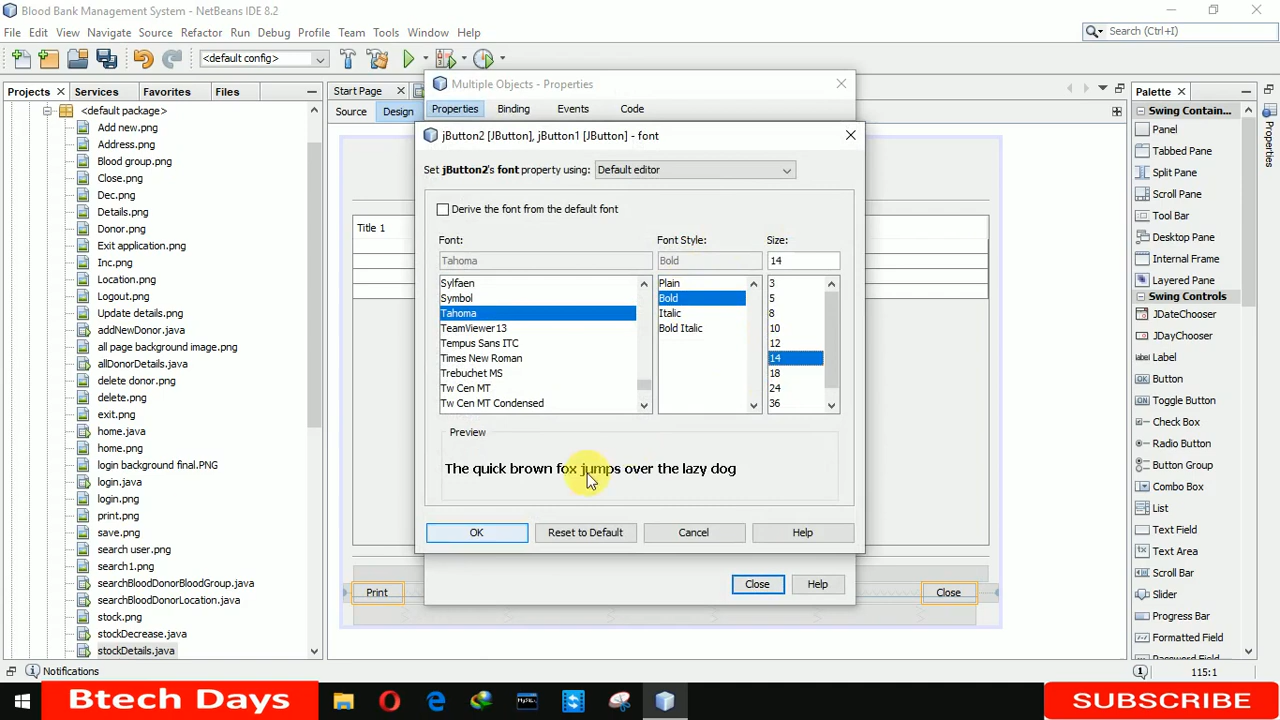 Blood Bank Management System - NetBeans IDE 8.2
File Edit View Navigate Source Refactor Run Debug Profile Team Tools Window Help
Search (Ctrl+I)
<default config>
Projects Services Favorites Files
<default package>
Add new.png
Address.png
Blood group.png
Close.png
Dec.png
Details.png
Donor.png
Exit application.png
Inc.png
Location.png
Logout.png
Update details.png
addNewDonor.java
all page background image.png
allDonorDetails.java
delete donor.png
delete.png
exit.png
home.java
home.png
login background final.PNG
login.java
login.png
print.png
save.png
search user.png
search1.png
searchBloodDonorBloodGroup.java
searchBloodDonorLocation.java
stock.png
stockDecrease.java
stockDetails.java
Start Page
Source Design
Title 1
Print
Close
Multiple Objects - Properties
Properties Binding Events Code
jButton2 [JButton], jButton1 [JButton] - font
Set jButton2's font property using: Default editor
Derive the font from the default font
Font: Font Style: Size:
Tahoma Bold 14
Sylfaen
Symbol
Tahoma
TeamViewer13
Tempus Sans ITC
Times New Roman
Trebuchet MS
Tw Cen MT
Tw Cen MT Condensed
Plain
Bold
Italic
Bold Italic
3
5
8
10
12
14
18
24
36
Preview
The quick brown fox jumps over the lazy dog
OK Reset to Default Cancel Help
Close Help
Palette
Swing Contain...
Panel
Tabbed Pane
Split Pane
Scroll Pane
Tool Bar
Desktop Pane
Internal Frame
Layered Pane
Swing Controls
JDateChooser
JDayChooser
Label
Button
Toggle Button
Check Box
Radio Button
Button Group
Combo Box
List
Text Field
Text Area
Scroll Bar
Slider
Progress Bar
Formatted Field
Password Field
Properties
Notifications
115:1
Btech Days
SUBSCRIBE